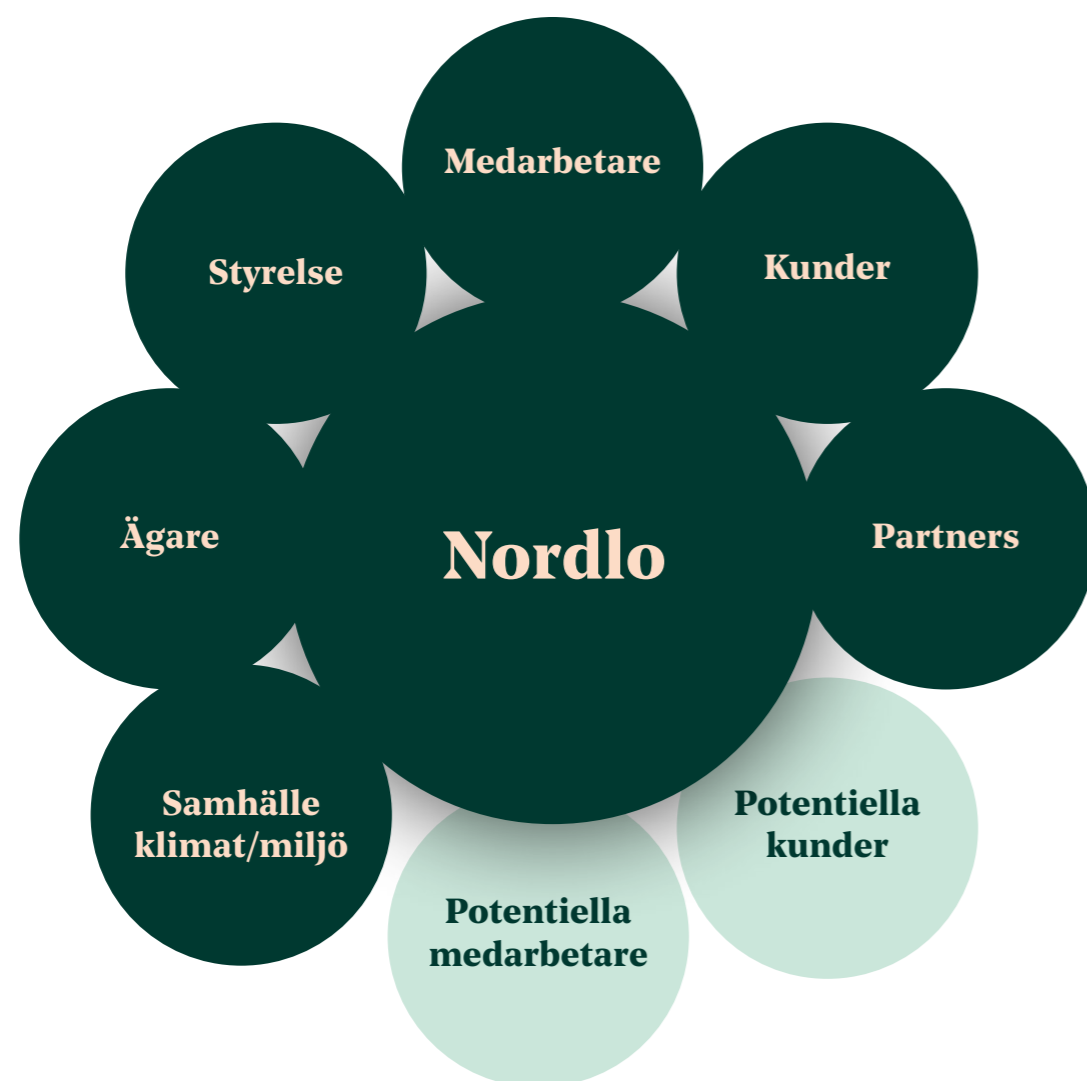 Medarbetare
Styrelse
Kunder
Ägare
Nordlo
Partners
Samhälle
klimat/miljö
Potentiella
kunder
Potentiella
medarbetare